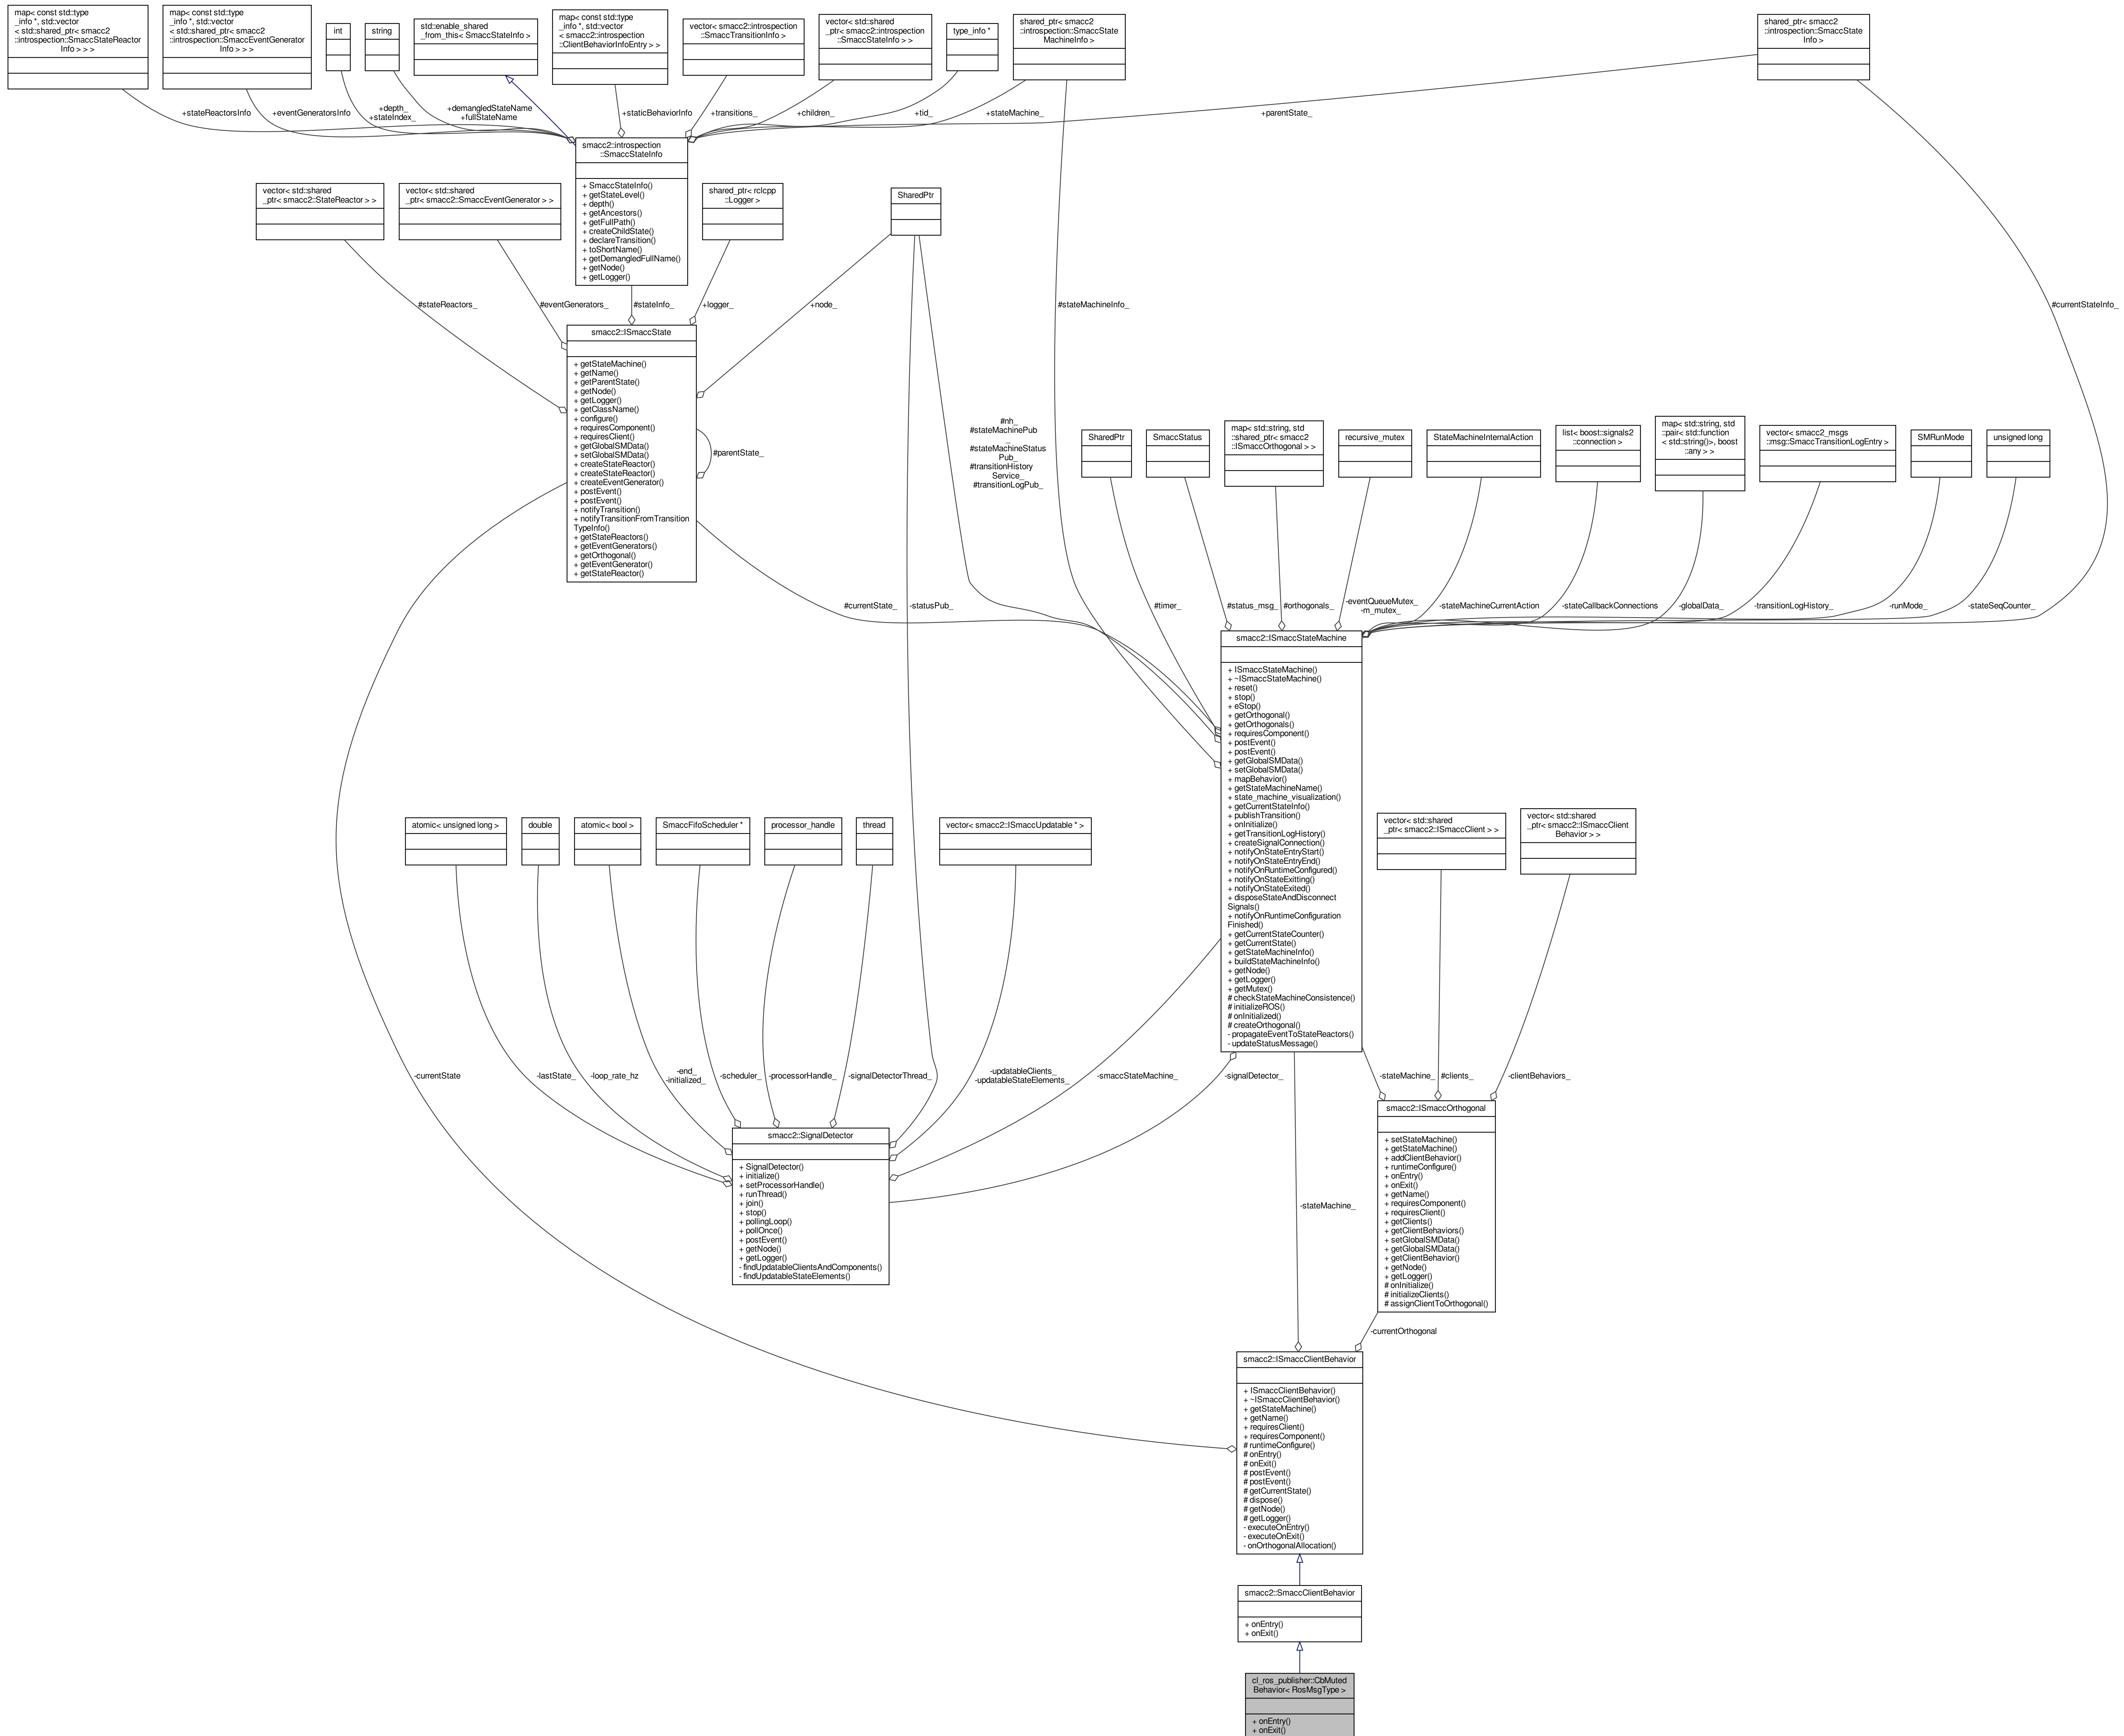 map< const std::type
_info *, std::vector
< std::shared_ptr< smacc2
::introspection::SmaccStateReactor
Info > > >
map< const std::type
_info *, std::vector
< std::shared_ptr< smacc2
::introspection::SmaccEventGenerator
Info > > >
int
string
std::enable_shared
_from_this< SmaccStateInfo >
map< const std::type
_info *, std::vector
< smacc2::introspection
::ClientBehaviorInfoEntry > >
vector< smacc2::introspection
::SmaccTransitionInfo >
vector< std::shared
_ptr< smacc2::introspection
::SmaccStateInfo > >
type_info *
shared_ptr< smacc2
::introspection::SmaccState
MachineInfo >
shared_ptr< smacc2
::introspection::SmaccState
Info >
+stateReactorsInfo
+eventGeneratorsInfo
+depth_
+stateIndex_
+demangledStateName
+fullStateName
+staticBehaviorInfo
+transitions_
+children_
+tid_
+stateMachine_
+parentState_
smacc2::introspection
::SmaccStateInfo
+ SmaccStateInfo()
+ getStateLevel()
+ depth()
+ getAncestors()
+ getFullPath()
+ createChildState()
+ declareTransition()
+ toShortName()
+ getDemangledFullName()
+ getNode()
+ getLogger()
vector< std::shared
_ptr< smacc2::StateReactor > >
vector< std::shared
_ptr< smacc2::SmaccEventGenerator > >
shared_ptr< rclcpp
::Logger >
SharedPtr
#stateReactors_
#eventGenerators_
#stateInfo_
+logger_
+node_
#stateMachineInfo_
#currentStateInfo_
smacc2::ISmaccState
+ getStateMachine()
+ getName()
+ getParentState()
+ getNode()
+ getLogger()
+ getClassName()
+ configure()
+ requiresComponent()
+ requiresClient()
+ getGlobalSMData()
+ setGlobalSMData()
+ createStateReactor()
+ createStateReactor()
+ createEventGenerator()
+ postEvent()
+ postEvent()
+ notifyTransition()
+ notifyTransitionFromTransition
TypeInfo()
+ getStateReactors()
+ getEventGenerators()
+ getOrthogonal()
+ getEventGenerator()
+ getStateReactor()
#parentState_
#nh_
#stateMachinePub
_
#stateMachineStatus
Pub_
#transitionHistory
Service_
#transitionLogPub_
SharedPtr
SmaccStatus
map< std::string, std
::shared_ptr< smacc2
::ISmaccOrthogonal > >
recursive_mutex
StateMachineInternalAction
list< boost::signals2
::connection >
map< std::string, std
::pair< std::function
< std::string()>, boost
::any > >
vector< smacc2_msgs
::msg::SmaccTransitionLogEntry >
SMRunMode
unsigned long
#currentState_
-statusPub_
#timer_
#status_msg_
#orthogonals_
-eventQueueMutex_
-m_mutex_
-stateMachineCurrentAction
-stateCallbackConnections
-globalData_
-transitionLogHistory_
-runMode_
-stateSeqCounter_
smacc2::ISmaccStateMachine
+ ISmaccStateMachine()
+ ~ISmaccStateMachine()
+ reset()
+ stop()
+ eStop()
+ getOrthogonal()
+ getOrthogonals()
+ requiresComponent()
+ postEvent()
+ postEvent()
+ getGlobalSMData()
+ setGlobalSMData()
+ mapBehavior()
+ getStateMachineName()
+ state_machine_visualization()
+ getCurrentStateInfo()
+ publishTransition()
+ onInitialize()
+ getTransitionLogHistory()
+ createSignalConnection()
+ notifyOnStateEntryStart()
+ notifyOnStateEntryEnd()
+ notifyOnRuntimeConfigured()
+ notifyOnStateExitting()
+ notifyOnStateExited()
+ disposeStateAndDisconnect
Signals()
+ notifyOnRuntimeConfiguration
Finished()
+ getCurrentStateCounter()
+ getCurrentState()
+ getStateMachineInfo()
+ buildStateMachineInfo()
+ getNode()
+ getLogger()
+ getMutex()
# checkStateMachineConsistence()
# initializeROS()
# onInitialized()
# createOrthogonal()
- propagateEventToStateReactors()
- updateStatusMessage()
atomic< unsigned long >
double
atomic< bool >
SmaccFifoScheduler *
processor_handle
thread
vector< smacc2::ISmaccUpdatable * >
vector< std::shared
_ptr< smacc2::ISmaccClient > >
vector< std::shared
_ptr< smacc2::ISmaccClient
Behavior > >
-currentState
-lastState_
-loop_rate_hz
-end_
-initialized_
-scheduler_
-processorHandle_
-signalDetectorThread_
-updatableClients_
-updatableStateElements_
-smaccStateMachine_
-signalDetector_
-stateMachine_
#clients_
-clientBehaviors_
smacc2::SignalDetector
+ SignalDetector()
+ initialize()
+ setProcessorHandle()
+ runThread()
+ join()
+ stop()
+ pollingLoop()
+ pollOnce()
+ postEvent()
+ getNode()
+ getLogger()
- findUpdatableClientsAndComponents()
- findUpdatableStateElements()
smacc2::ISmaccOrthogonal
+ setStateMachine()
+ getStateMachine()
+ addClientBehavior()
+ runtimeConfigure()
+ onEntry()
+ onExit()
+ getName()
+ requiresComponent()
+ requiresClient()
+ getClients()
+ getClientBehaviors()
+ setGlobalSMData()
+ getGlobalSMData()
+ getClientBehavior()
+ getNode()
+ getLogger()
# onInitialize()
# initializeClients()
# assignClientToOrthogonal()
-stateMachine_
-currentOrthogonal
smacc2::ISmaccClientBehavior
+ ISmaccClientBehavior()
+ ~ISmaccClientBehavior()
+ getStateMachine()
+ getName()
+ requiresClient()
+ requiresComponent()
# runtimeConfigure()
# onEntry()
# onExit()
# postEvent()
# postEvent()
# getCurrentState()
# dispose()
# getNode()
# getLogger()
- executeOnEntry()
- executeOnExit()
- onOrthogonalAllocation()
smacc2::SmaccClientBehavior
+ onEntry()
+ onExit()
cl_ros_publisher::CbMuted
Behavior< RosMsgType >
+ onEntry()
+ onExit()